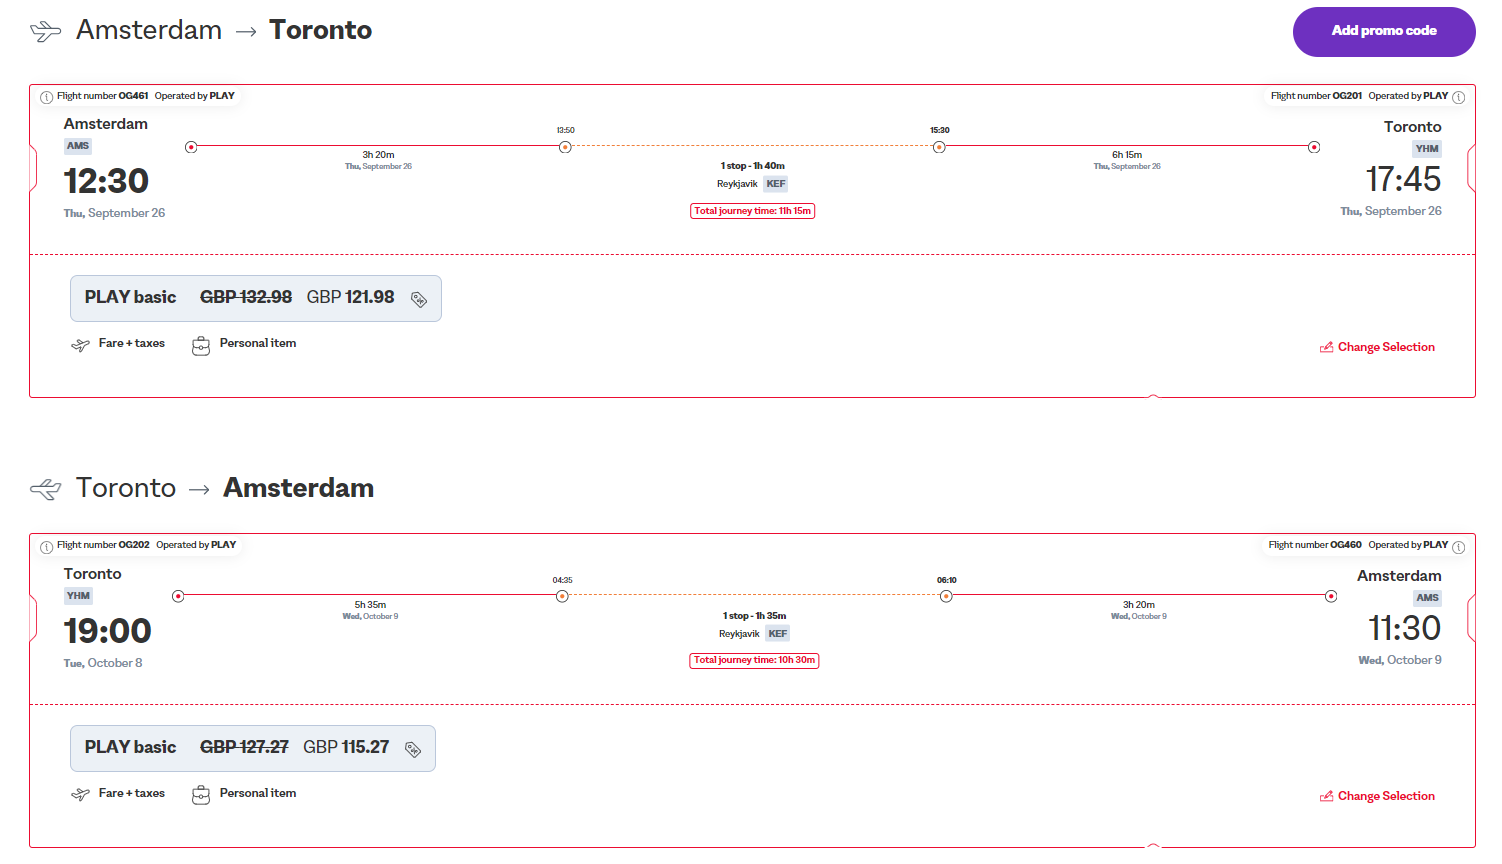 Amsterdam → Toronto
Add promo code
Flight number OG461 Operated by PLAY
Flight number OG201 Operated by PLAY
Amsterdam
AMS
12:30
Thu, September 26
3h 20m
Thu, September 26
13:50
1 stop - 1h 40m
Reykjavik KEF
Total journey time: 11h 15m
15:30
6h 15m
Thu, September 26
Toronto
YHM
17:45
Thu, September 26
PLAY basic GBP 132.98 GBP 121.98
Fare + taxes Personal item
Change Selection
Toronto → Amsterdam
Flight number OG202 Operated by PLAY
Flight number OG460 Operated by PLAY
Toronto
YHM
19:00
Tue, October 8
5h 35m
Wed, October 9
04:35
1 stop - 1h 35m
Reykjavik KEF
Total journey time: 10h 30m
06:10
3h 20m
Wed, October 9
Amsterdam
AMS
11:30
Wed, October 9
PLAY basic GBP 127.27 GBP 115.27
Fare + taxes Personal item
Change Selection